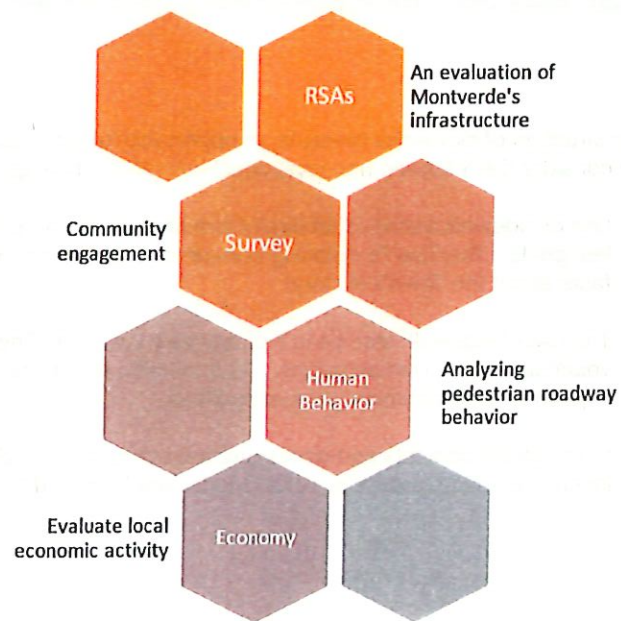 RSAs
An evaluation of
Montverde's
infrastructure
Community
engagement
Survey
Human
Behavior
Analyzing
pedestrian roadway
behavior
Evaluate local
economic activity
Economy